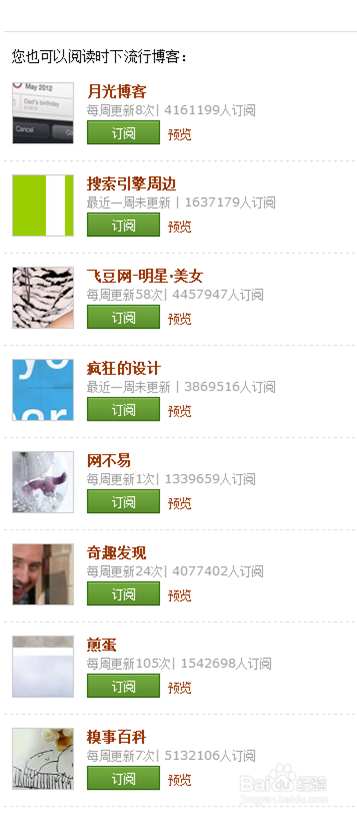 您也可以阅读时下流行博客：
May 2012
Dad's birthday
Cancel
月光博客
每周更新8次| 4161199人订阅
订阅 预览
搜索引擎周边
最近一周未更新 | 1637179人订阅
订阅 预览
飞豆网-明星·美女
每周更新58次| 4457947人订阅
订阅 预览
疯狂的设计
最近一周未更新 | 3869516人订阅
订阅 预览
网不易
每周更新1次| 1339659人订阅
订阅 预览
奇趣发现
每周更新24次| 4077402人订阅
订阅 预览
煎蛋
每周更新105次| 1542698人订阅
订阅 预览
糗事百科
每周更新7次| 5132106人订阅
订阅 预览
Baidu 经验
jingyan.baidu.com